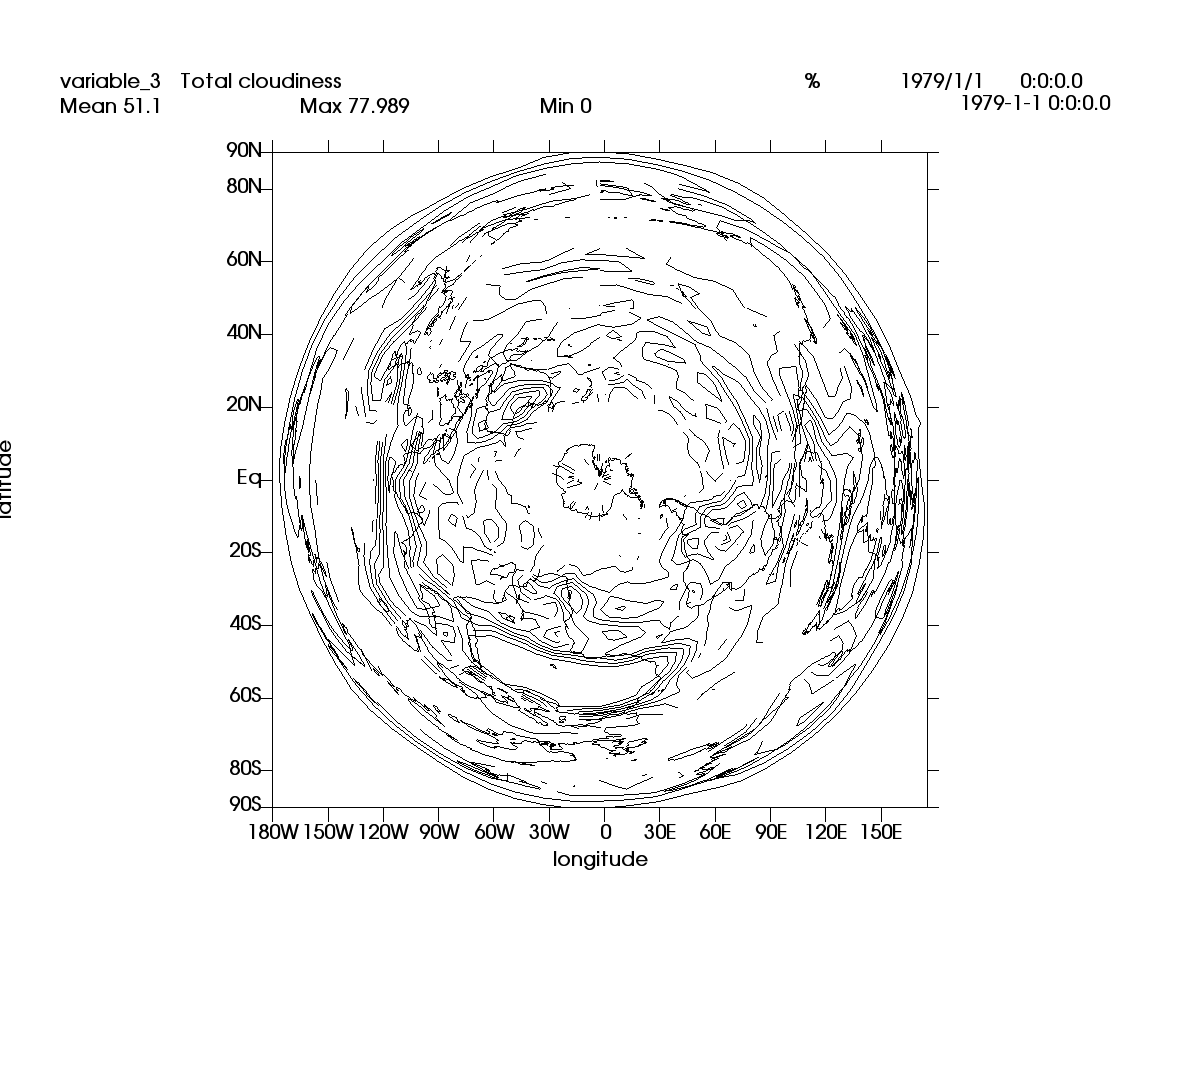 variable_3 Total cloudiness % 1979/1/1 0:0:0.0
Mean 51.1 Max 77.989 Min 0 1979-1-1 0:0:0.0
90N
80N
60N
40N
20N
Eq
20S
40S
60S
80S
90S
latitude
180W 150W 120W 90W 60W 30W 0 30E 60E 90E 120E 150E
longitude